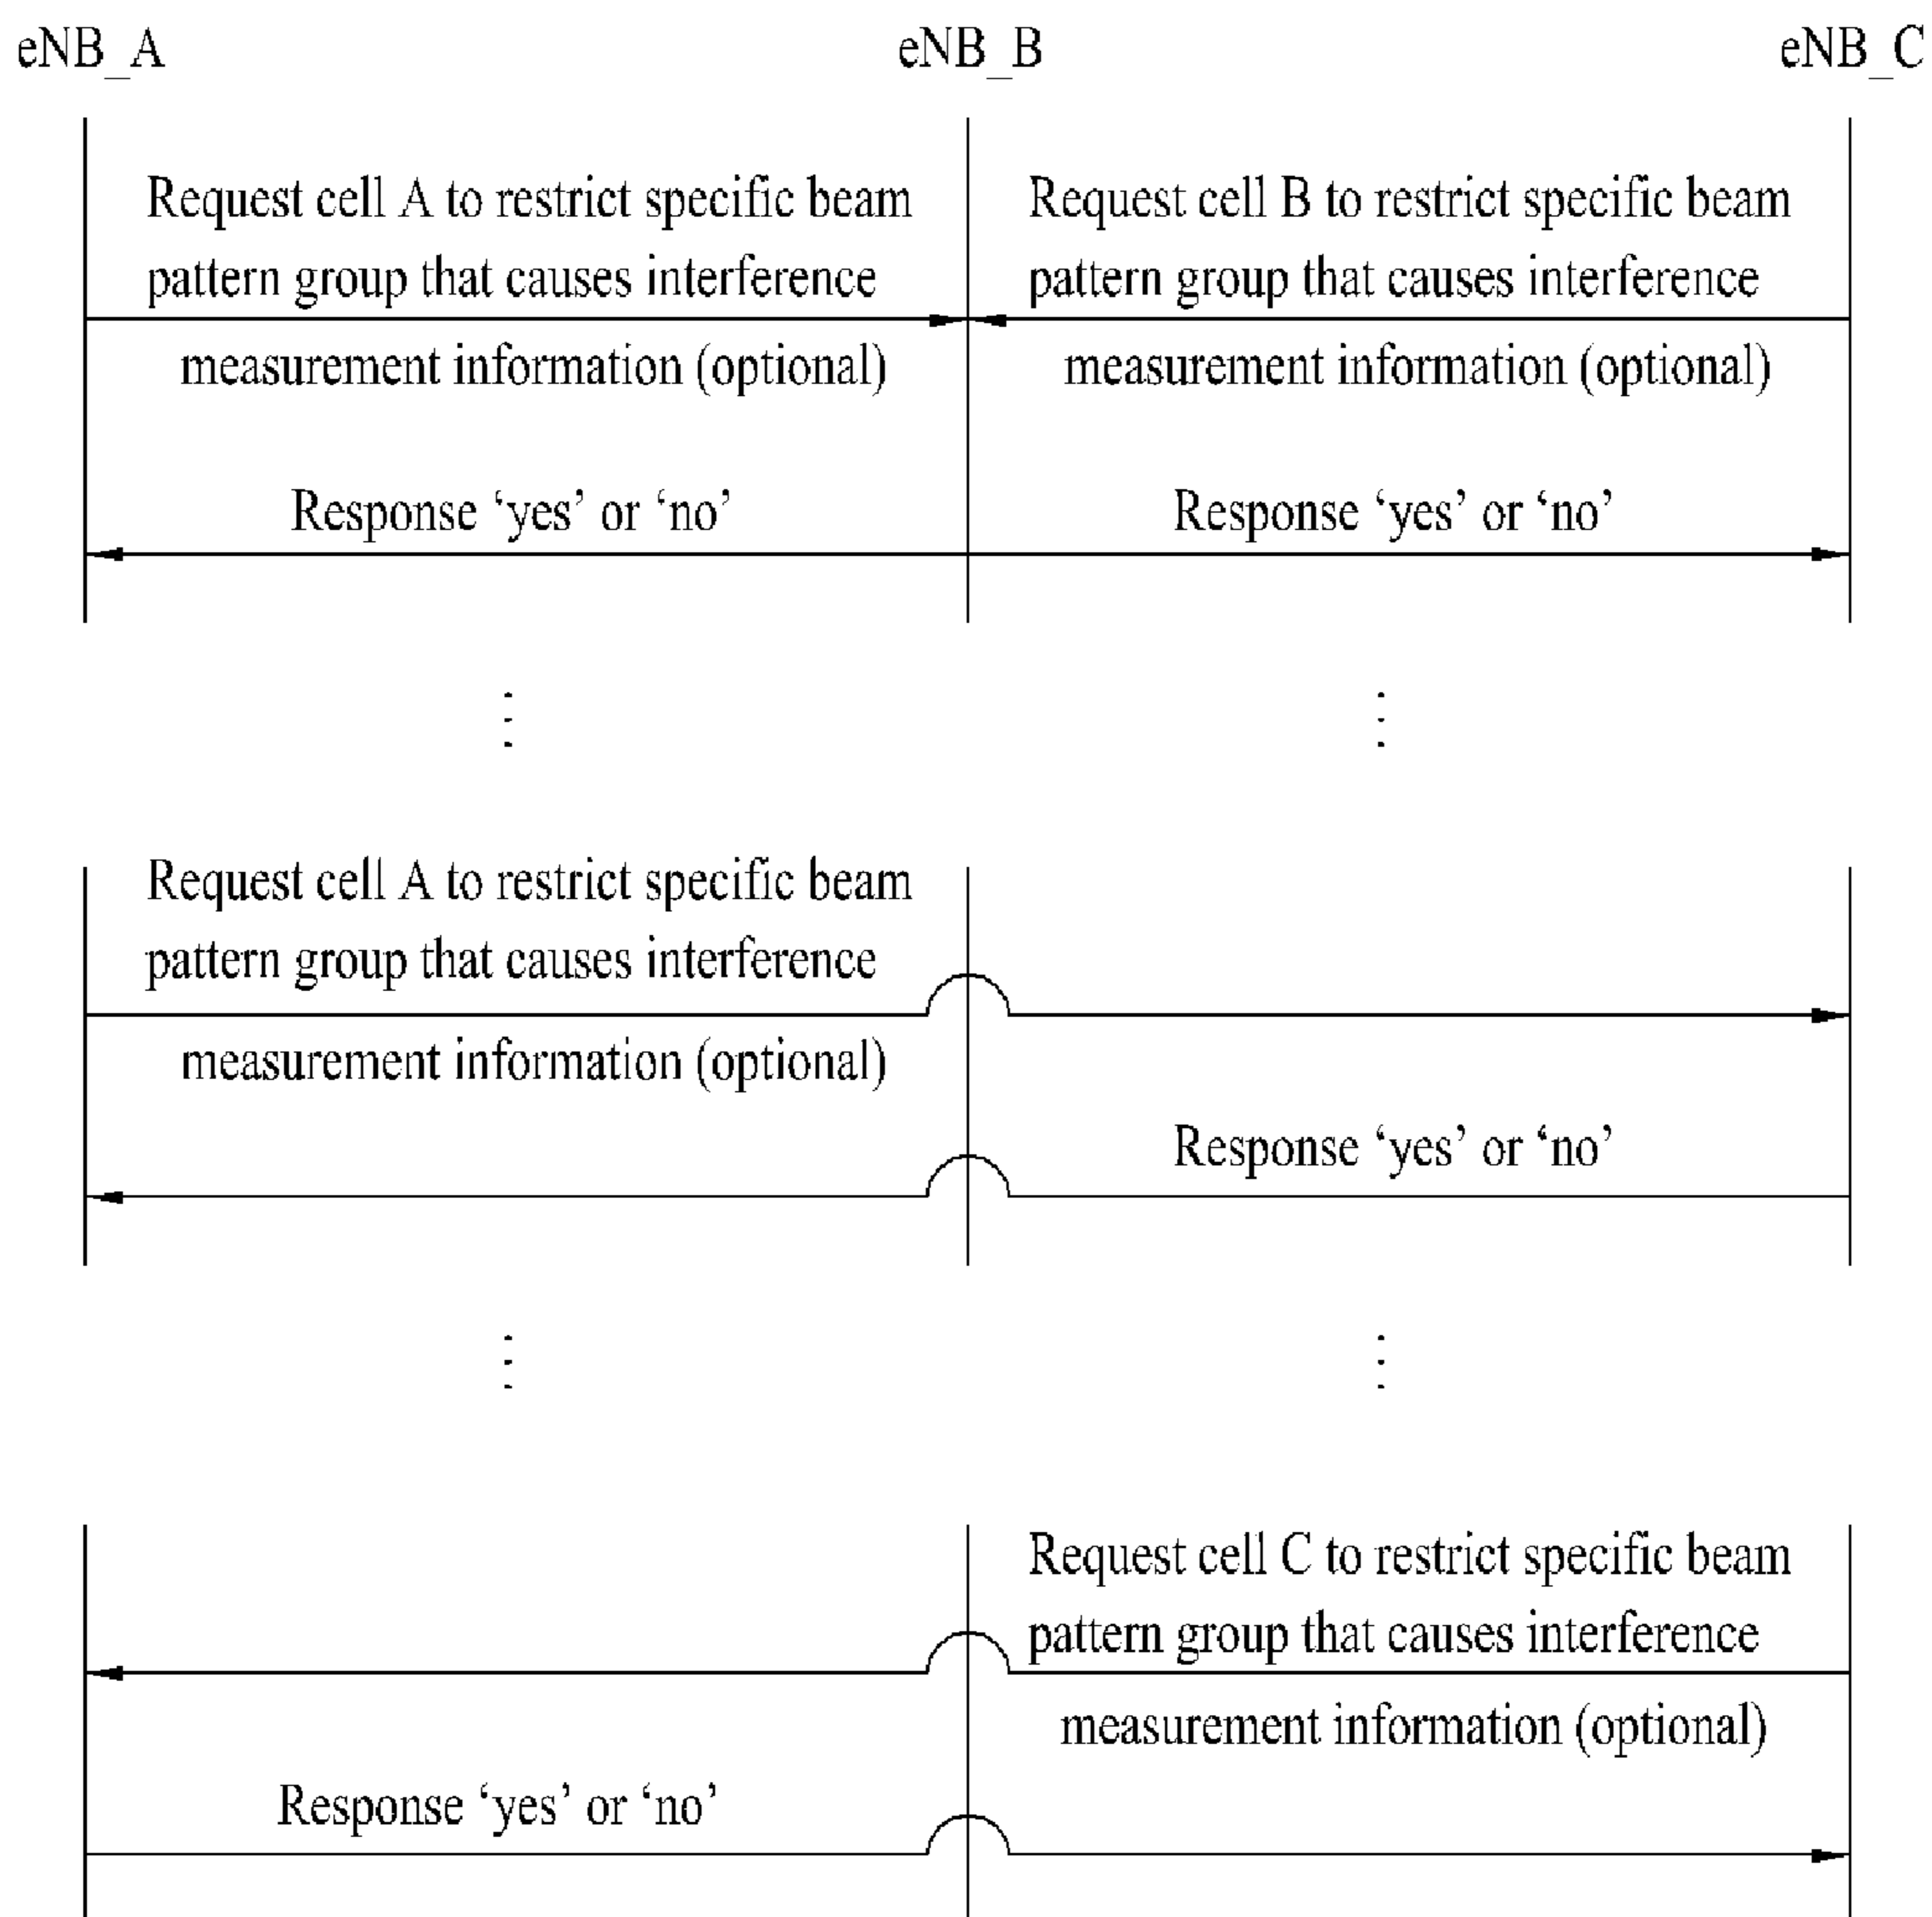 eNB_A
eNB_B
eNB_C
Request cell A to restrict specific beam
pattern group that causes interference
measurement information (optional)
Request cell B to restrict specific beam
pattern group that causes interference
measurement information (optional)
Response ‘yes’ or ‘no’
Response ‘yes’ or ‘no’
Request cell A to restrict specific beam
pattern group that causes interference
measurement information (optional)
Response ‘yes’ or ‘no’
Request cell C to restrict specific beam
pattern group that causes interference
measurement information (optional)
Response ‘yes’ or ‘no’